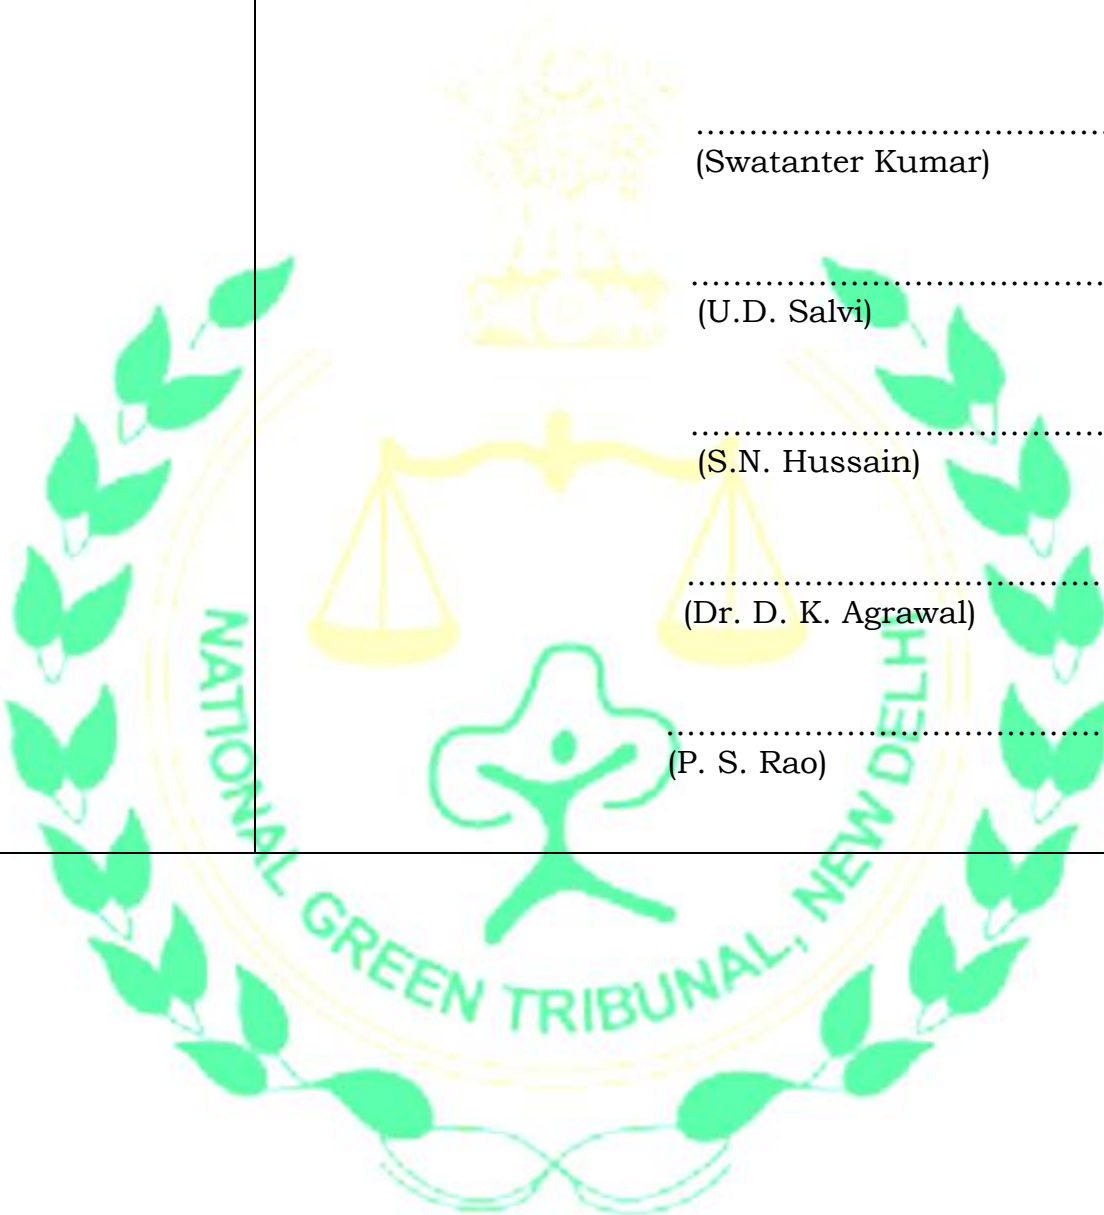 ........................................
(Swatanter Kumar)
........................................
(U.D. Salvi)
........................................
(S.N. Hussain)
........................................
(Dr. D. K. Agrawal)
........................................
(P. S. Rao)
NATIONAL GREEN TRIBUNAL, NEW DELHI